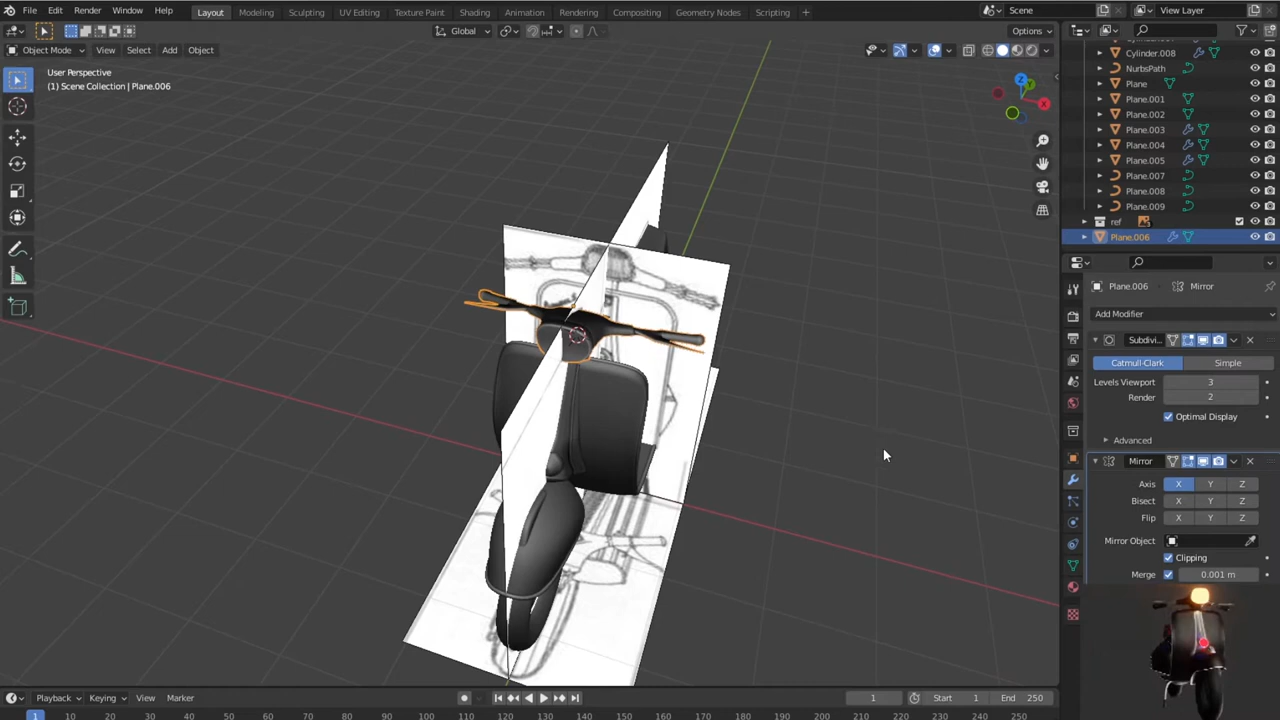 File Edit Render Window Help
Layout Modeling Sculpting UV Editing Texture Paint Shading Animation Rendering Compositing Geometry Nodes Scripting +
Scene
View Layer
Global
Options
Object Mode View Select Add Object
User Perspective
(1) Scene Collection | Plane.006
Z
Y
X
Cylinder.008
NurbsPath
Plane
Plane.001
Plane.002
Plane.003
Plane.004
Plane.005
Plane.007
Plane.008
Plane.009
ref
Plane.006
Plane.006 > Mirror
Add Modifier
Subdivi...
Catmull-Clark Simple
Levels Viewport 3
Render 2
Optimal Display
Advanced
Mirror
Axis X Y Z
Bisect X Y Z
Flip X Y Z
Mirror Object
Clipping
Merge 0.001 m
Playback Keying View Marker
1 Start 1 End 250
1 10 20 30 40 50 60 70 80 90 100 110 120 130 140 150 160 170 180 190 200 210 220 230 240 250